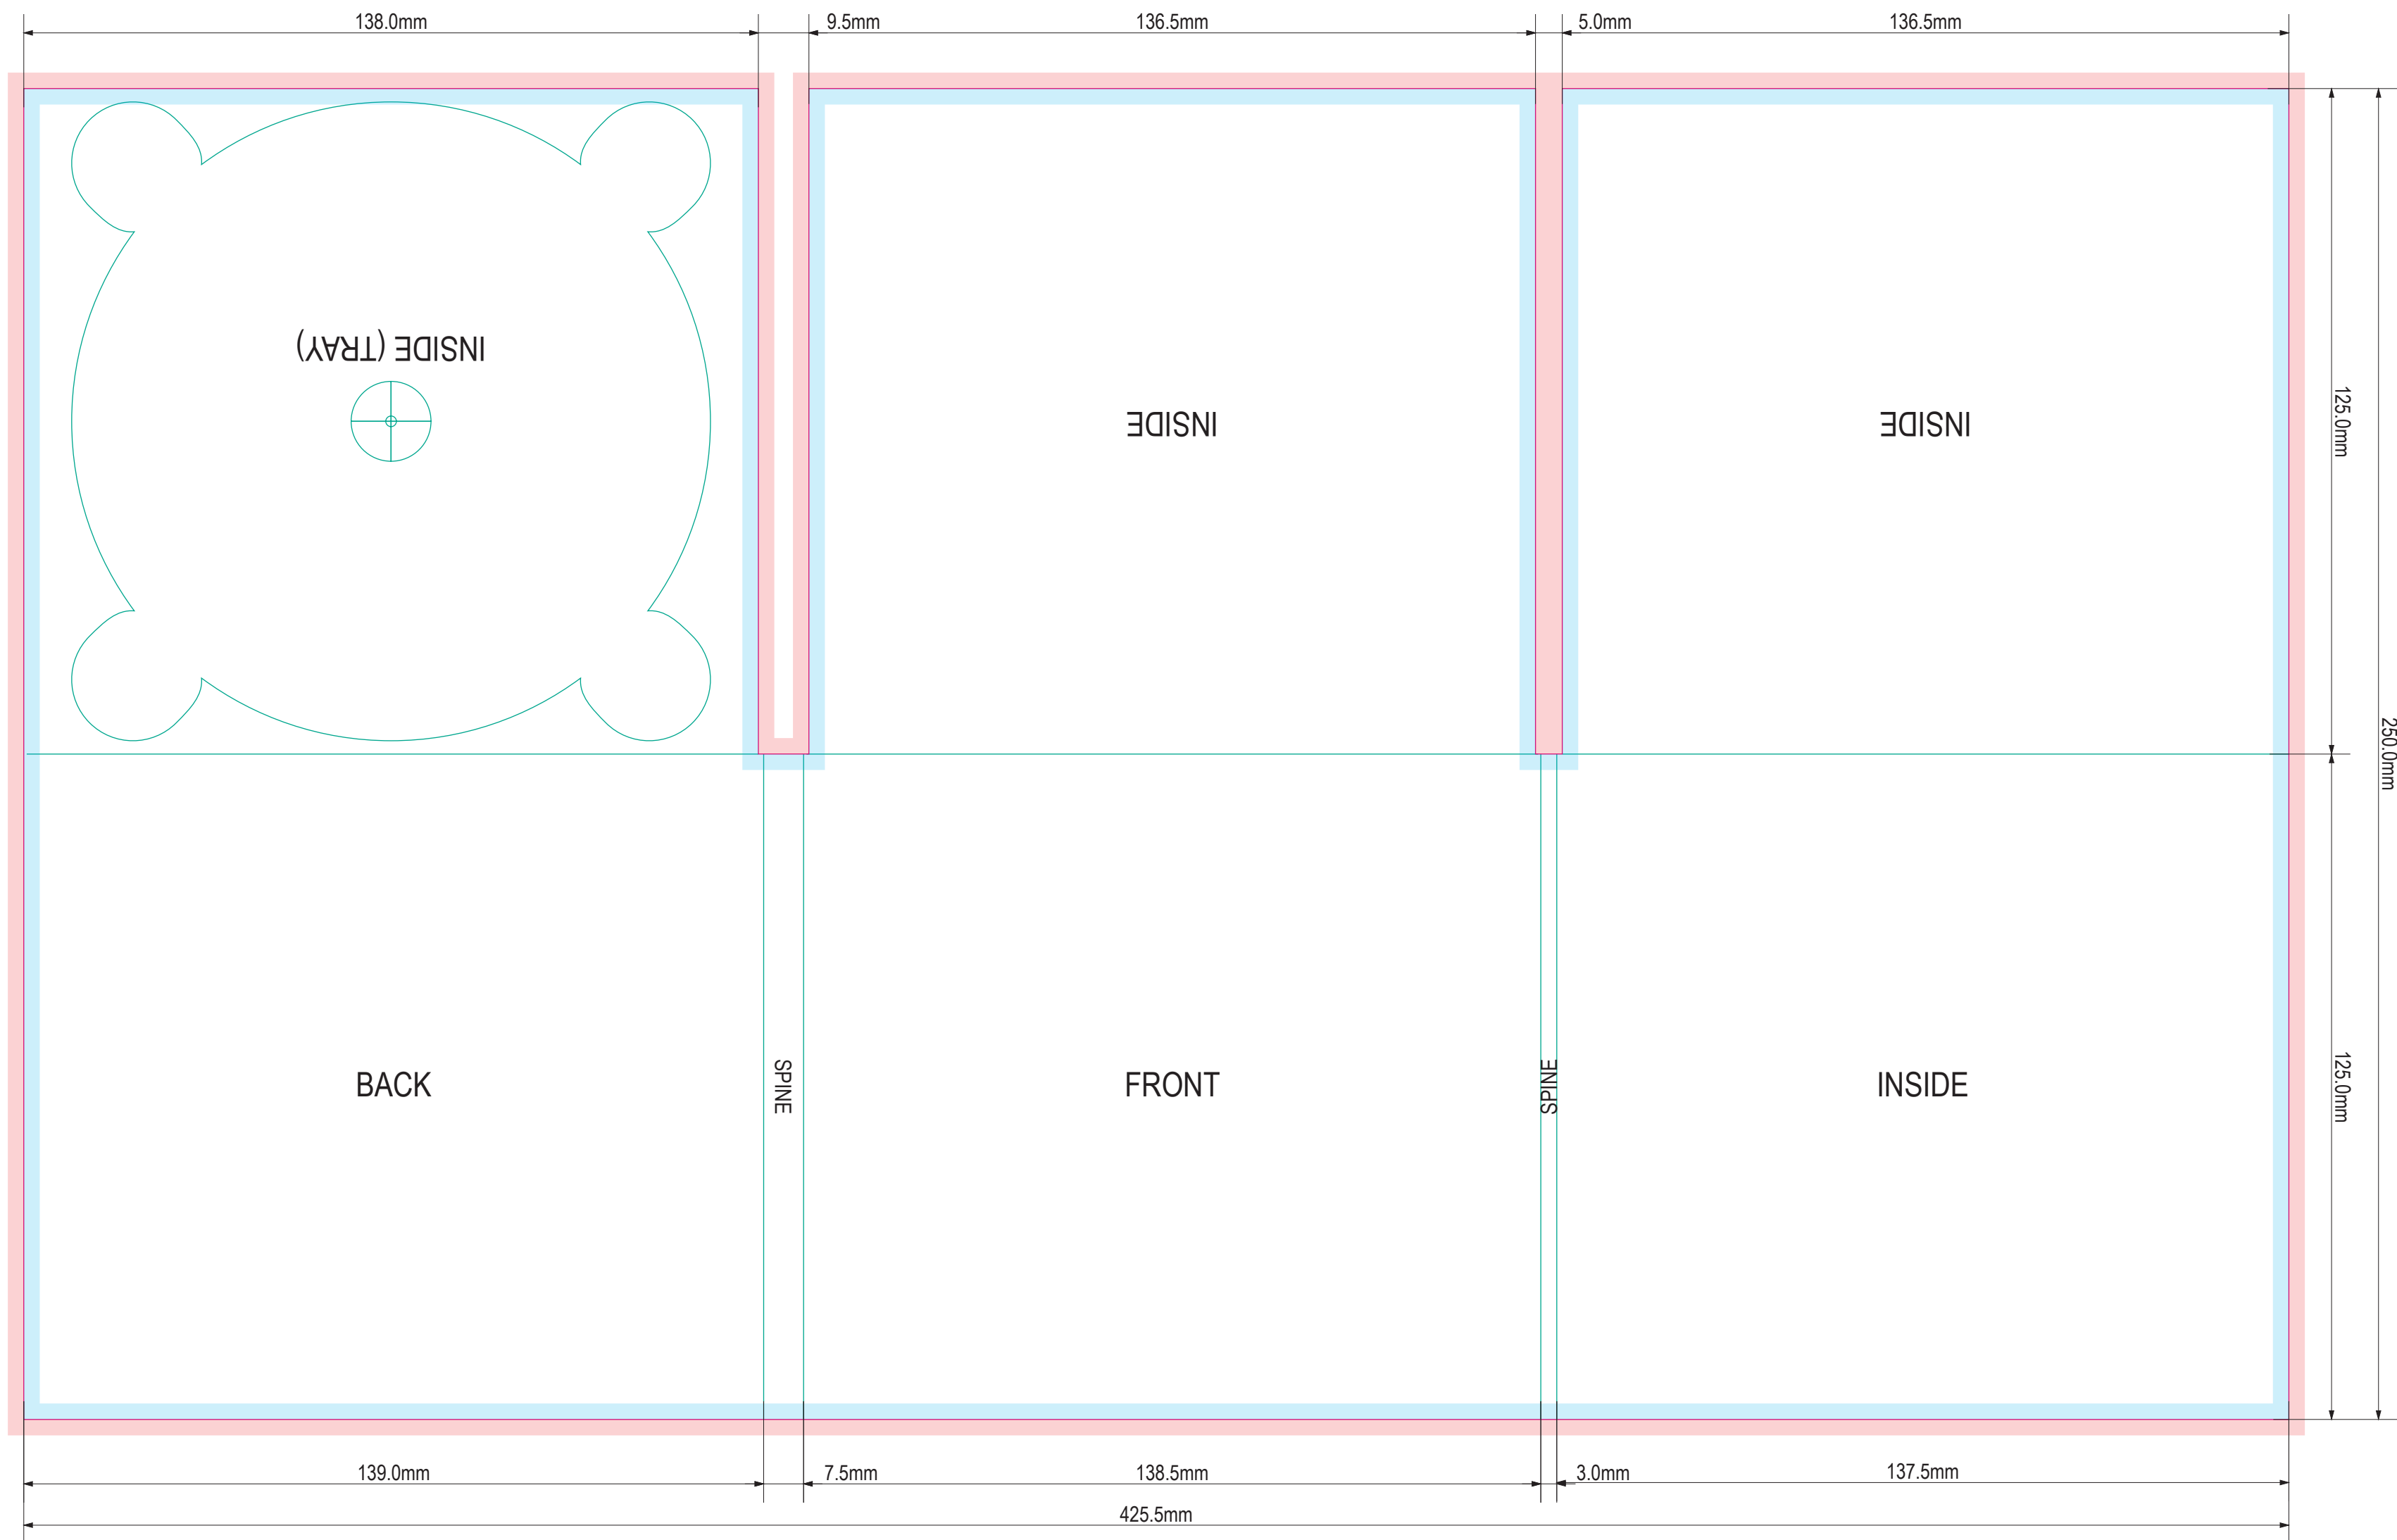 138.0mm
9.5mm
136.5mm
5.0mm
136.5mm
INSIDE (TRAY)
INSIDE
INSIDE
125.0mm
250.0mm
BACK
SPINE
FRONT
SPINE
INSIDE
125.0mm
139.0mm
7.5mm
138.5mm
3.0mm
137.5mm
425.5mm